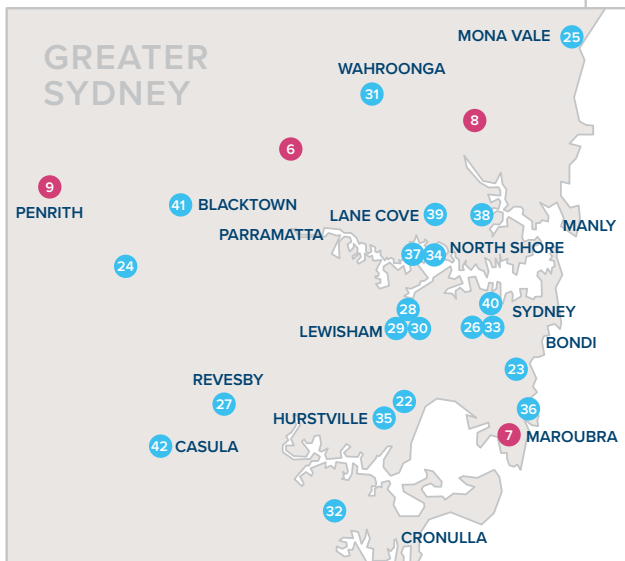 MONA VALE 25
GREATER
SYDNEY
WAHROONGA
31
8
6
9
PENRITH
41 BLACKTOWN
LANE COVE 39
38
MANLY
PARRAMATTA
37 34 NORTH SHORE
24
40
SYDNEY
28
LEWISHAM 29 30
26 33
BONDI
23
REVESBY
27
22
36
HURSTVILLE 35
7 MAROUBRA
42 CASULA
32
CRONULLA